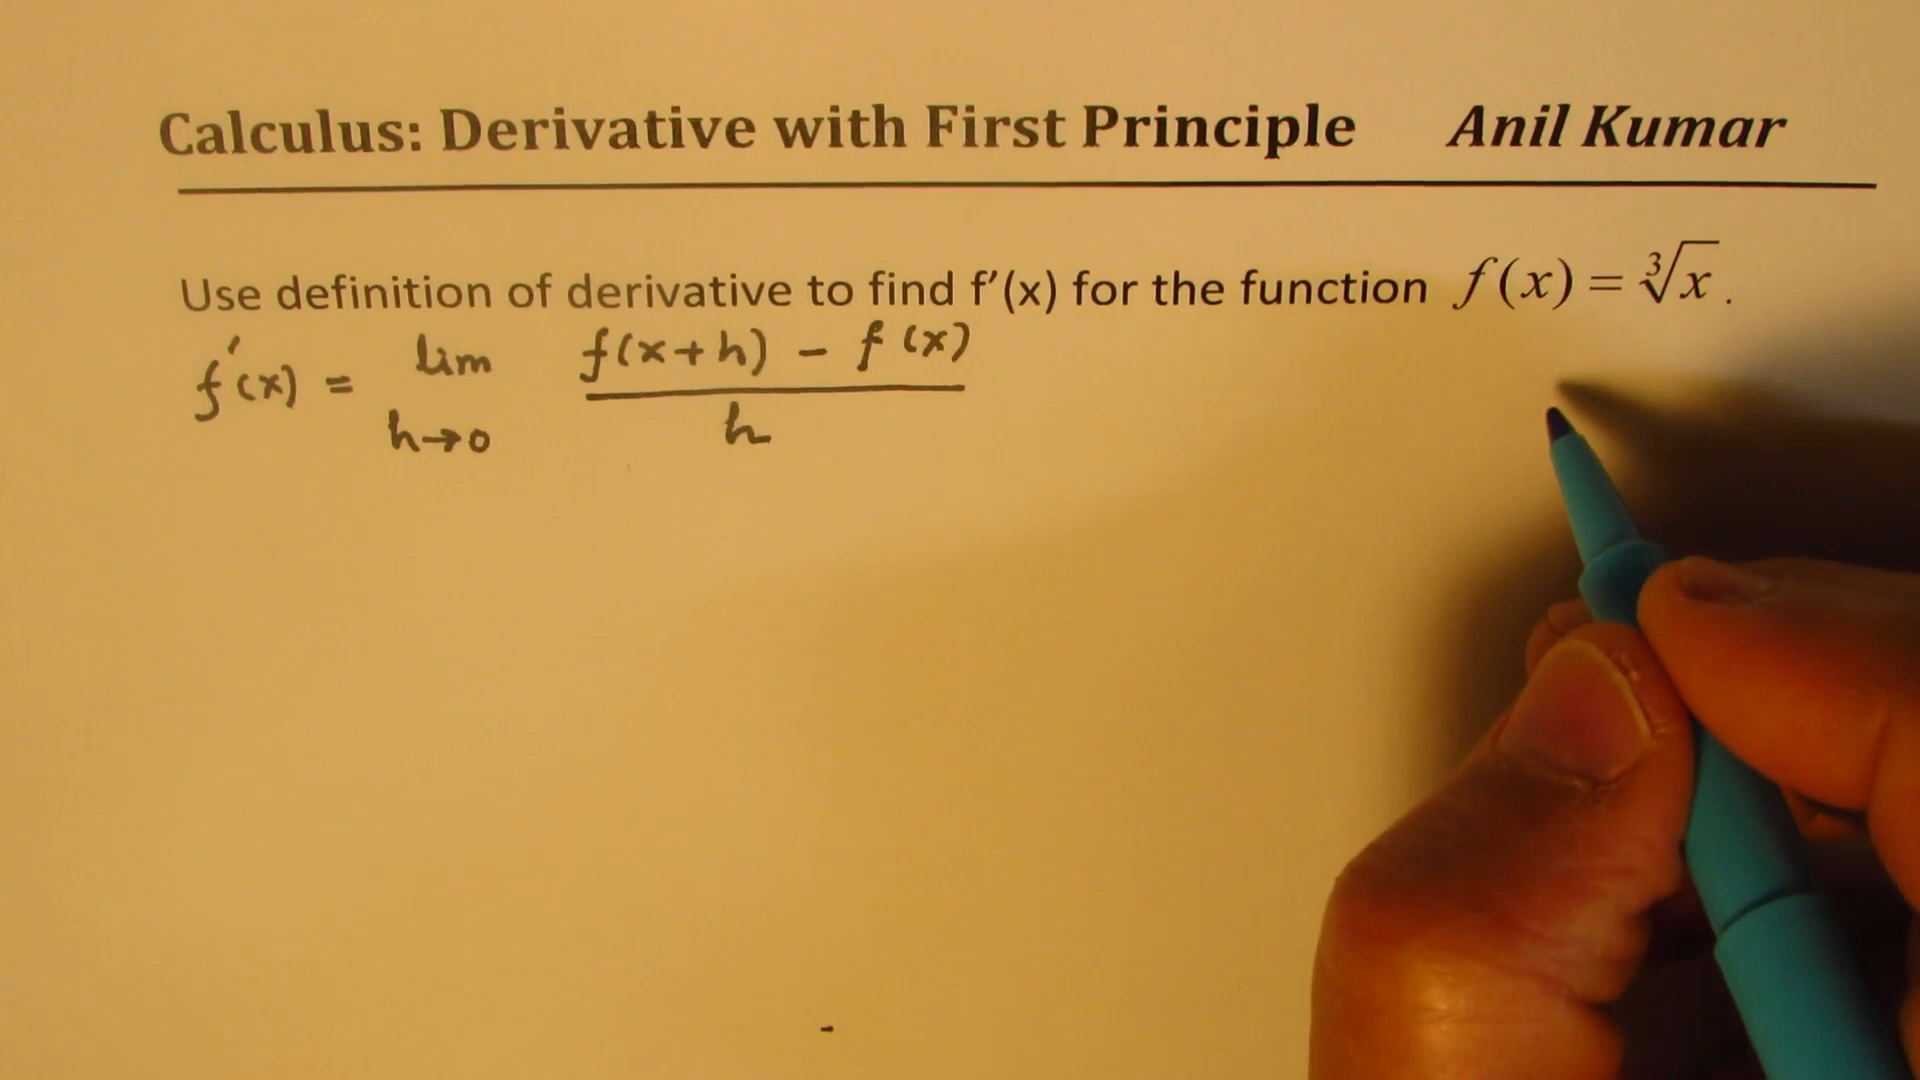 Calculus: Derivative with First Principle Anil Kumar
Use definition of derivative to find f'(x) for the function f(x) = ∛x.
f'(x) = lim h→0 f(x+h) - f(x) / h